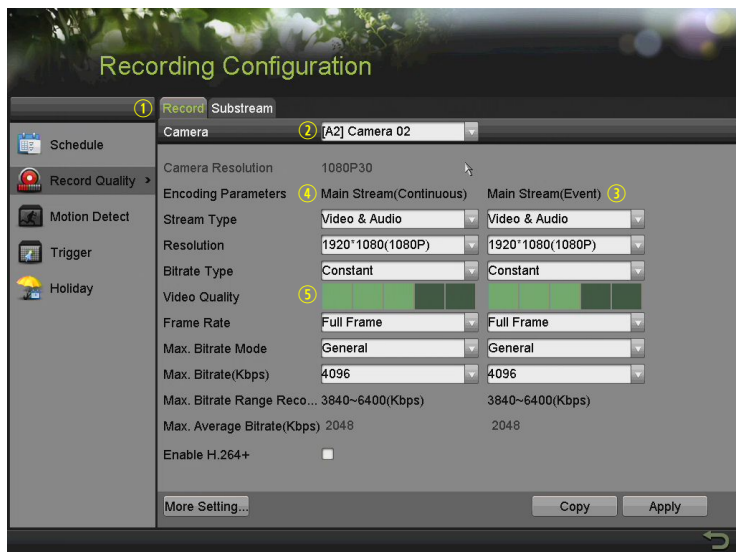 Recording Configuration
① Record Substream
Camera ② [A2] Camera 02
Schedule
Record Quality >
Motion Detect
Trigger
Holiday
Camera Resolution 1080P30
Encoding Parameters ④ Main Stream(Continuous) Main Stream(Event) ③
Stream Type Video & Audio Video & Audio
Resolution 1920*1080(1080P) 1920*1080(1080P)
Bitrate Type Constant Constant
Video Quality ⑤
Frame Rate Full Frame Full Frame
Max. Bitrate Mode General General
Max. Bitrate(Kbps) 4096 4096
Max. Bitrate Range Reco... 3840~6400(Kbps) 3840~6400(Kbps)
Max. Average Bitrate(Kbps) 2048 2048
Enable H.264+
More Setting... Copy Apply